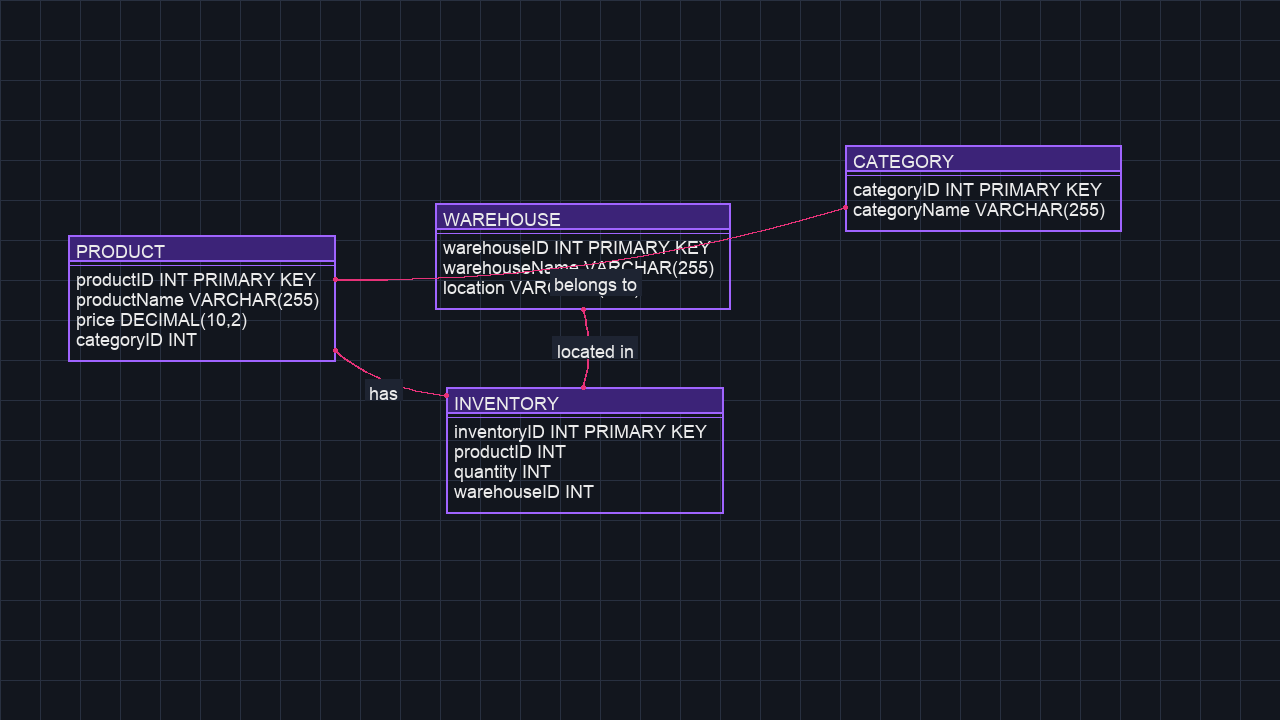 PRODUCT
productID INT PRIMARY KEY
productName VARCHAR(255)
price DECIMAL(10,2)
categoryID INT
WAREHOUSE
warehouseID INT PRIMARY KEY
warehouseName VARCHAR(255)
location
belongs to
CATEGORY
categoryID INT PRIMARY KEY
categoryName VARCHAR(255)
located in
has
INVENTORY
inventoryID INT PRIMARY KEY
productID INT
quantity INT
warehouseID INT